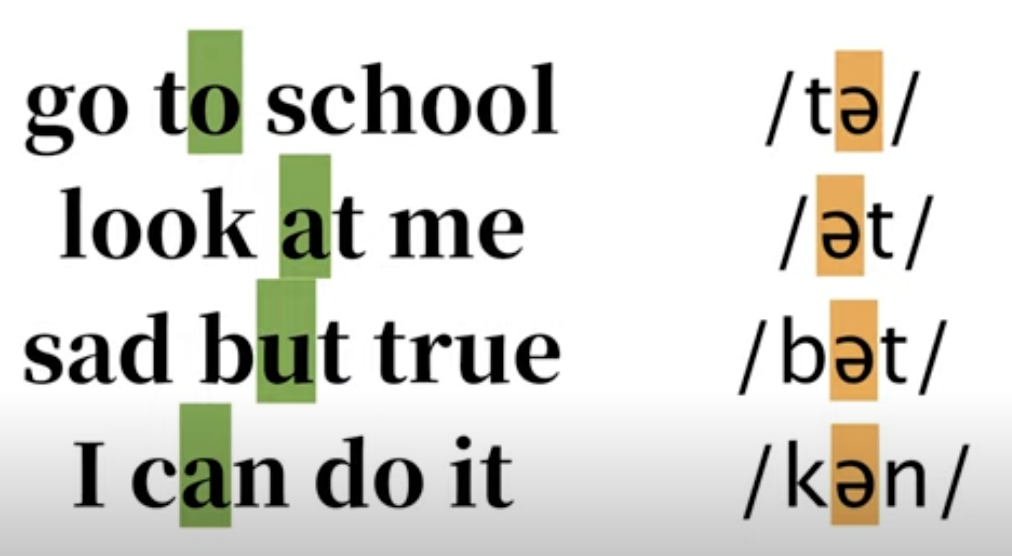 go to school /tə/
look at me /ət/
sad but true /bət/
I can do it /kən/